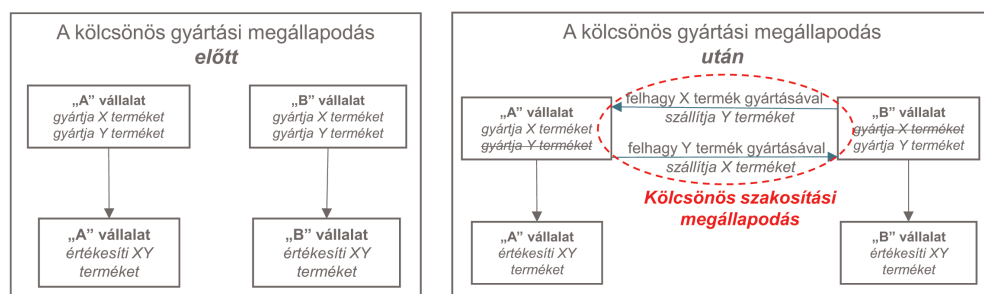 A kölcsönös gyártási megállapodás
előtt
„A” vállalat
gyártja X terméket
gyártja Y terméket
„B” vállalat
gyártja X terméket
gyártja Y terméket
„A” vállalat
értékesíti XY
terméket
„B” vállalat
értékesíti XY
terméket
A kölcsönös gyártási megállapodás
után
„A” vállalat
gyártja X terméket
gyártja Y terméket
felhagy X termék gyártásával
szállítja Y terméket
felhagy Y termék gyártásával
szállítja X terméket
„B” vállalat
gyártja X terméket
gyártja Y terméket
Kölcsönös szakosítási
megállapodás
„A” vállalat
értékesíti XY
terméket
„B” vállalat
értékesíti XY
terméket